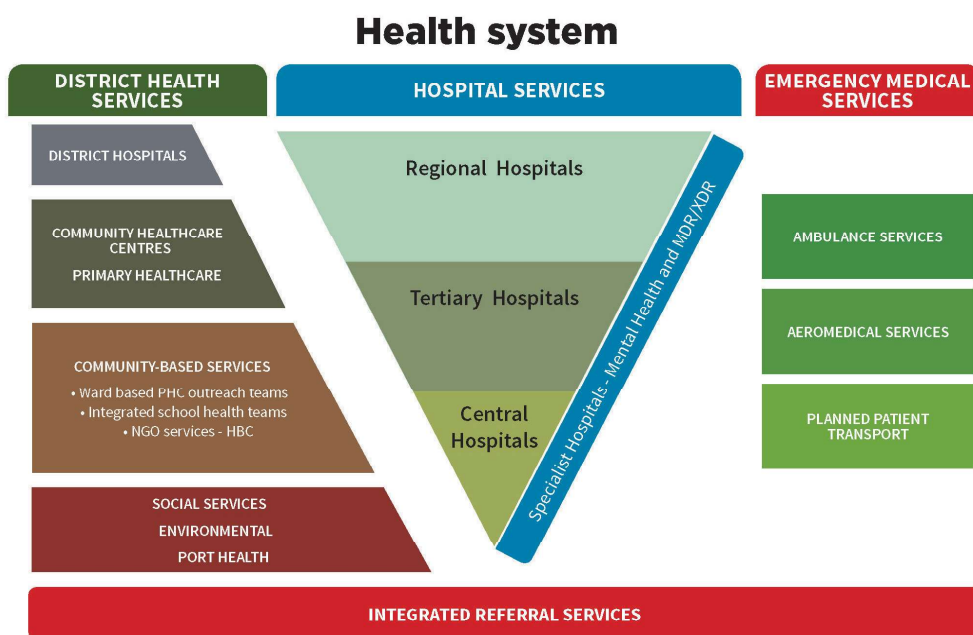 Health system
DISTRICT HEALTH
SERVICES
HOSPITAL SERVICES
EMERGENCY MEDICAL
SERVICES
DISTRICT HOSPITALS
COMMUNITY HEALTHCARE
CENTRES
PRIMARY HEALTHCARE
COMMUNITY-BASED SERVICES
• Ward based PHC outreach teams
• Integrated school health teams
• NGO services - HBC
SOCIAL SERVICES
ENVIRONMENTAL
PORT HEALTH
Regional Hospitals
Tertiary Hospitals
Central
Hospitals
Specialist Hospitals - Mental Health and MDR/XDR
AMBULANCE SERVICES
AEROMEDICAL SERVICES
PLANNED PATIENT
TRANSPORT
INTEGRATED REFERRAL SERVICES